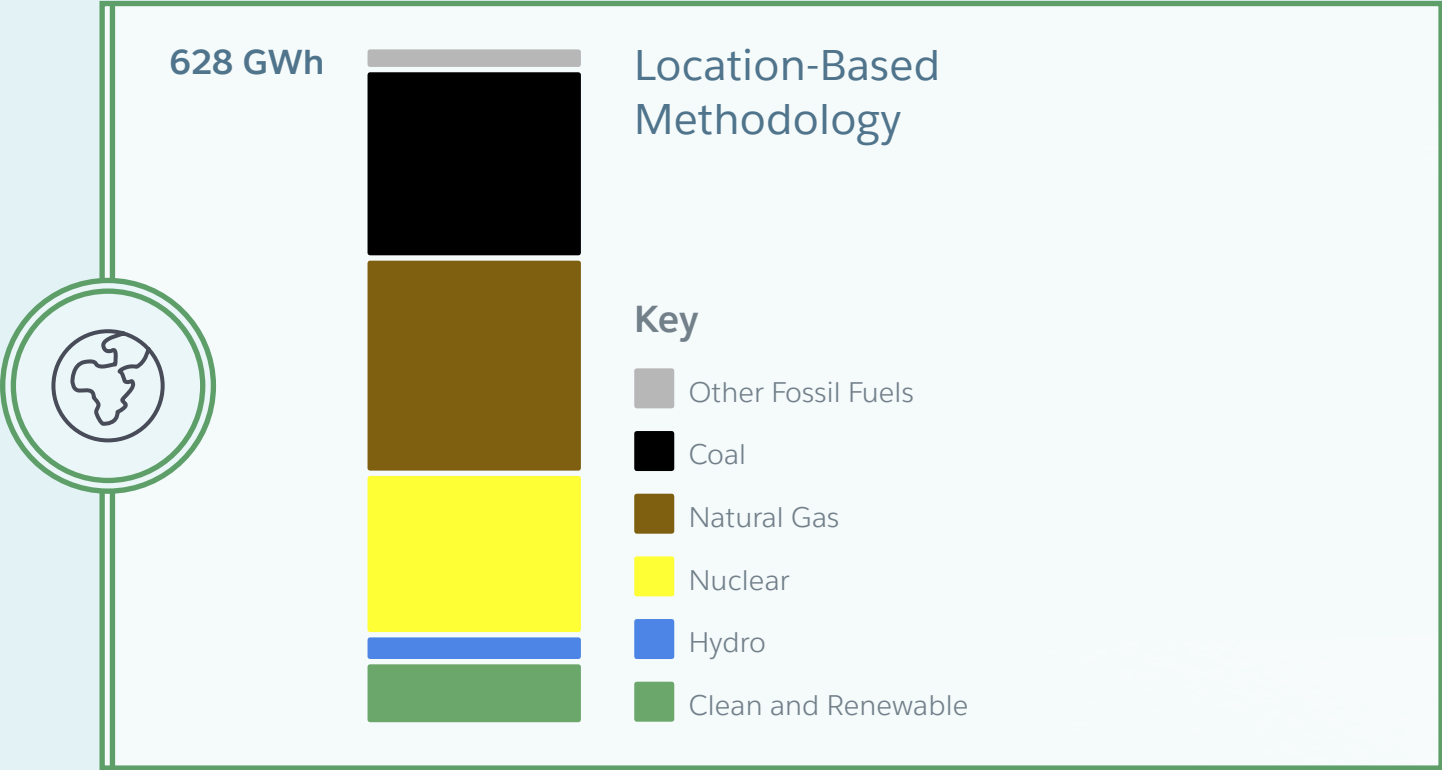 628 GWh
Location-Based
Methodology
Key
Other Fossil Fuels
Coal
Natural Gas
Nuclear
Hydro
Clean and Renewable